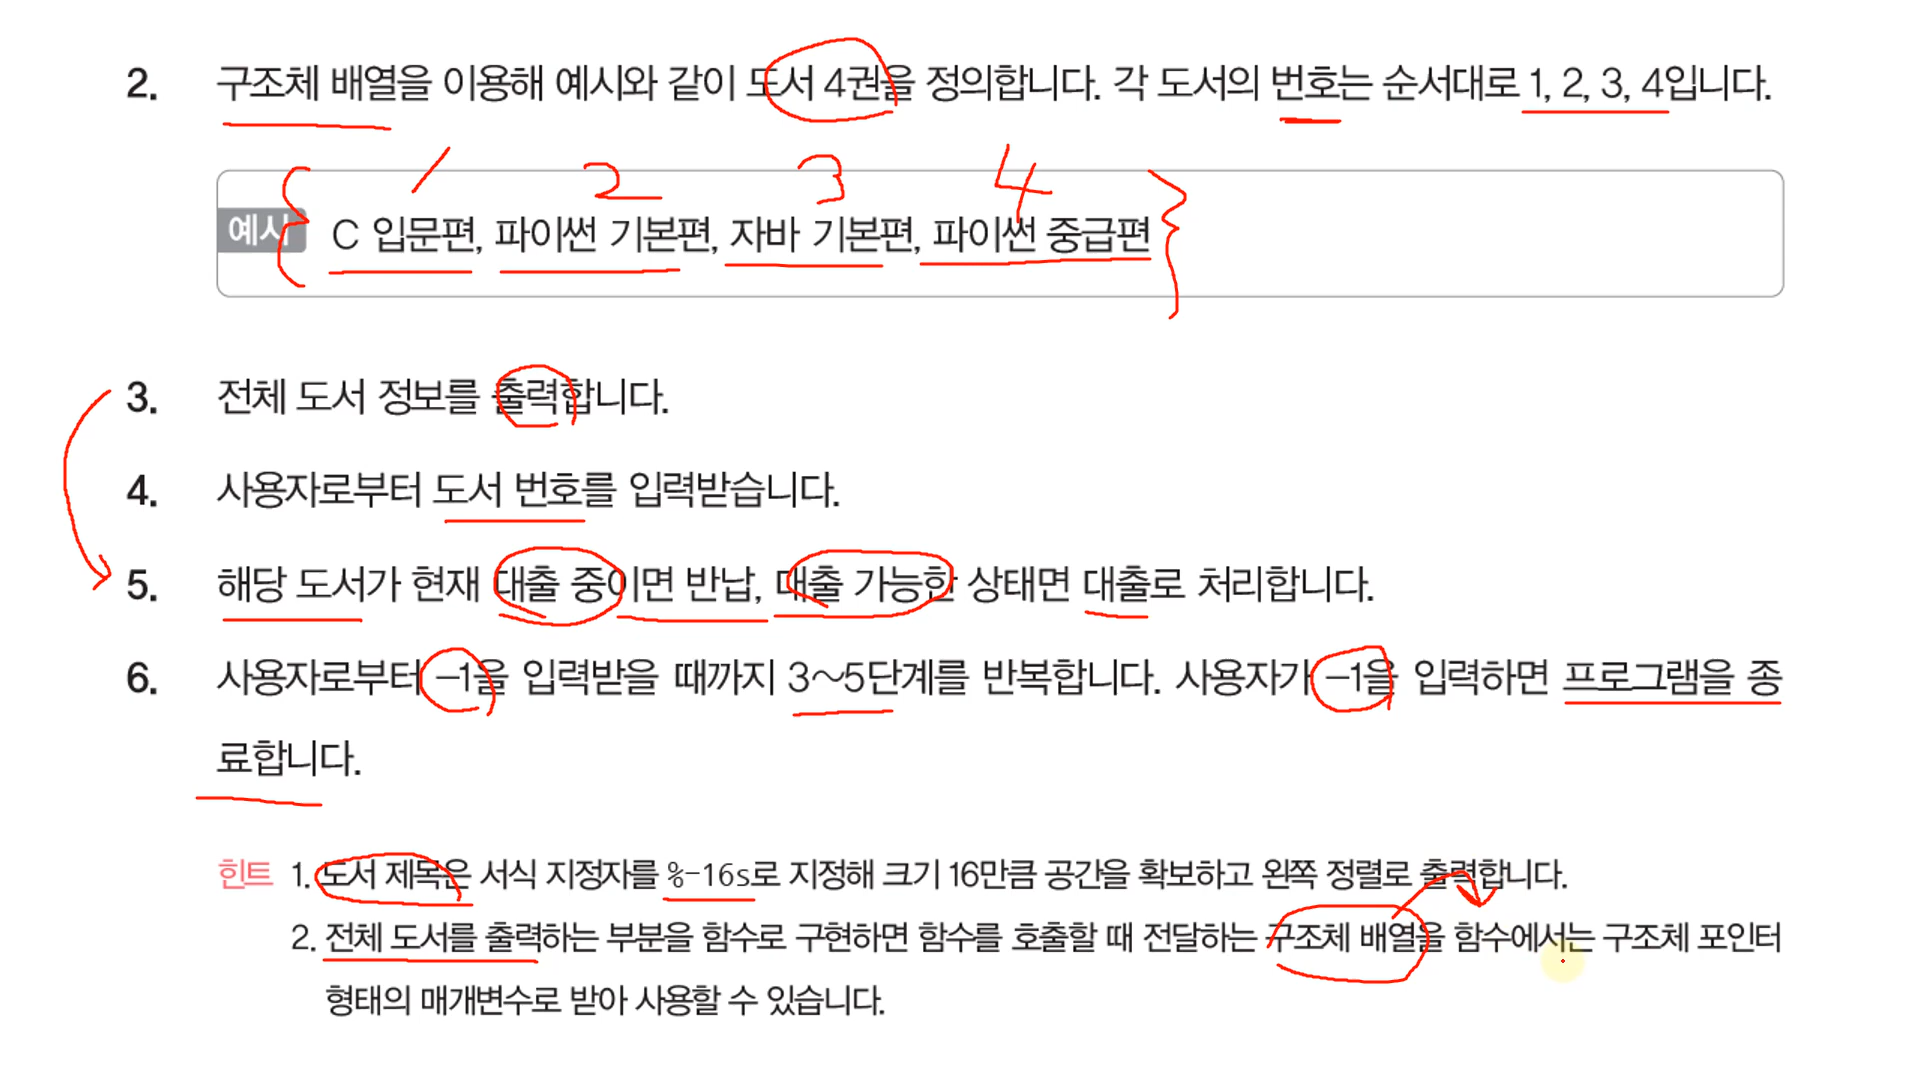 2. 구조체 배열을 이용해 예시와 같이 도서 4권을 정의합니다. 각 도서의 번호는 순서대로 1, 2, 3, 4입니다.
1 2 3 4
예시 C 입문편, 파이썬 기본편, 자바 기본편, 파이썬 중급편
3. 전체 도서 정보를 출력합니다.
4. 사용자로부터 도서 번호를 입력받습니다.
5. 해당 도서가 현재 대출 중이면 반납, 대출 가능한 상태면 대출로 처리합니다.
6. 사용자로부터 -1을 입력받을 때까지 3~5단계를 반복합니다. 사용자가 -1을 입력하면 프로그램을 종
료합니다.
힌트 1. 도서 제목은 서식 지정자를 %-16s로 지정해 크기 16만큼 공간을 확보하고 왼쪽 정렬로 출력합니다.
2. 전체 도서를 출력하는 부분을 함수로 구현하면 함수를 호출할 때 전달하는 구조체 배열을 함수에서는 구조체 포인터
형태의 매개변수로 받아 사용할 수 있습니다.